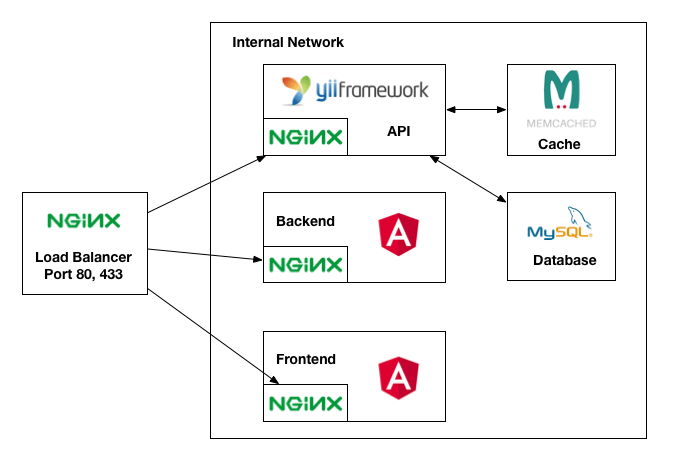 Internal Network
yiiframework
NGINX
API
MEMCACHED
Cache
NGINX
Load Balancer
Port 80, 433
Backend
NGINX
MySQL
Database
Frontend
NGINX